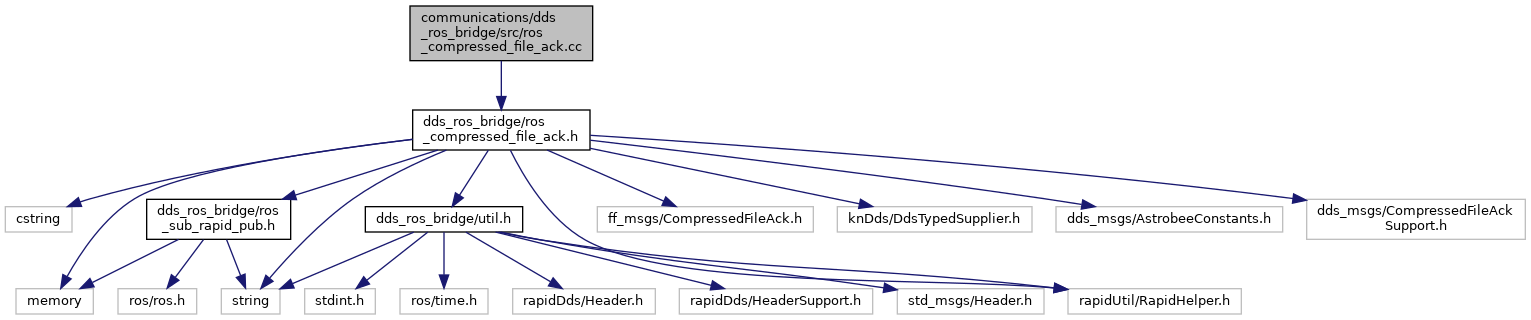 communications/dds
_ros_bridge/src/ros
_compressed_file_ack.cc
dds_ros_bridge/ros
_compressed_file_ack.h
cstring
dds_ros_bridge/ros
_sub_rapid_pub.h
dds_ros_bridge/util.h
ff_msgs/CompressedFileAck.h
knDds/DdsTypedSupplier.h
dds_msgs/AstrobeeConstants.h
dds_msgs/CompressedFileAck
Support.h
memory
ros/ros.h
string
stdint.h
ros/time.h
rapidDds/Header.h
rapidDds/HeaderSupport.h
std_msgs/Header.h
rapidUtil/RapidHelper.h